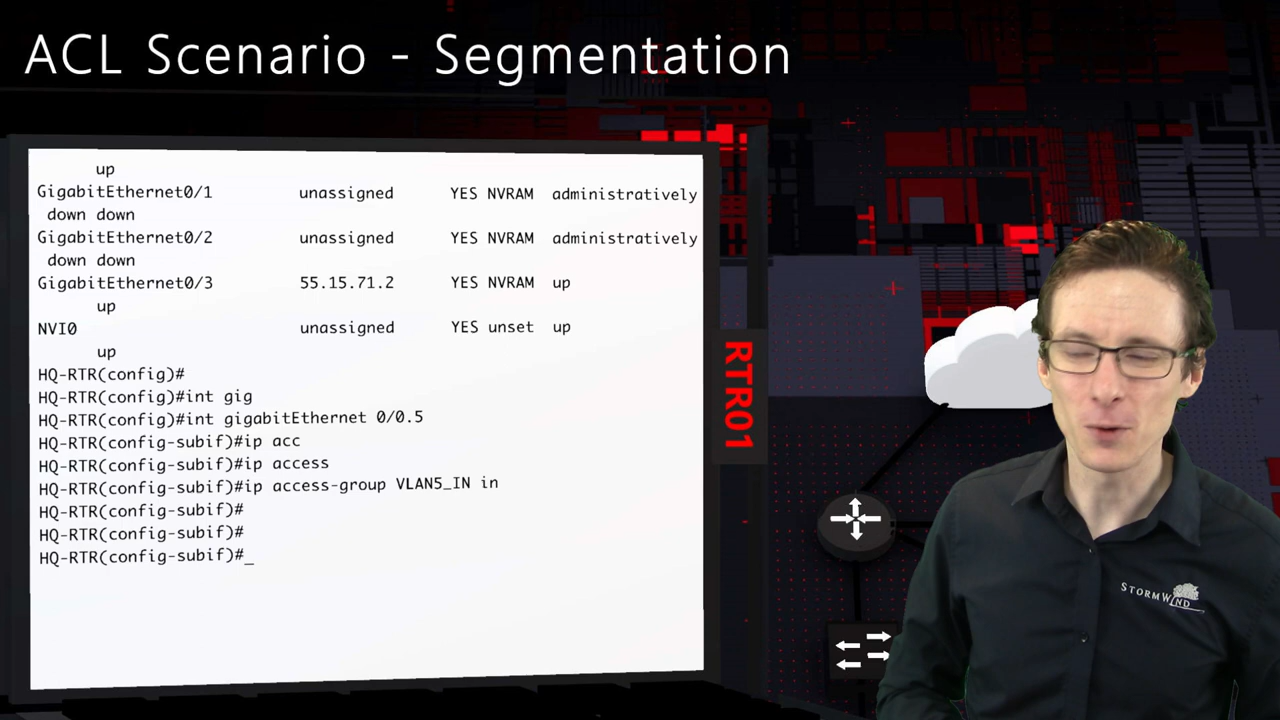 ACL Scenario - Segmentation
up
GigabitEthernet0/1 unassigned YES NVRAM administratively
down down
GigabitEthernet0/2 unassigned YES NVRAM administratively
down down
GigabitEthernet0/3 55.15.71.2 YES NVRAM up
up
NVI0 unassigned YES unset up
up
HQ-RTR(config)#
HQ-RTR(config)#int gig
HQ-RTR(config)#int gigabitEthernet 0/0.5
HQ-RTR(config-subif)#ip acc
HQ-RTR(config-subif)#ip access
HQ-RTR(config-subif)#ip access-group VLAN5_IN in
HQ-RTR(config-subif)#
HQ-RTR(config-subif)#
HQ-RTR(config-subif)#_
RTR01
STORMWIND